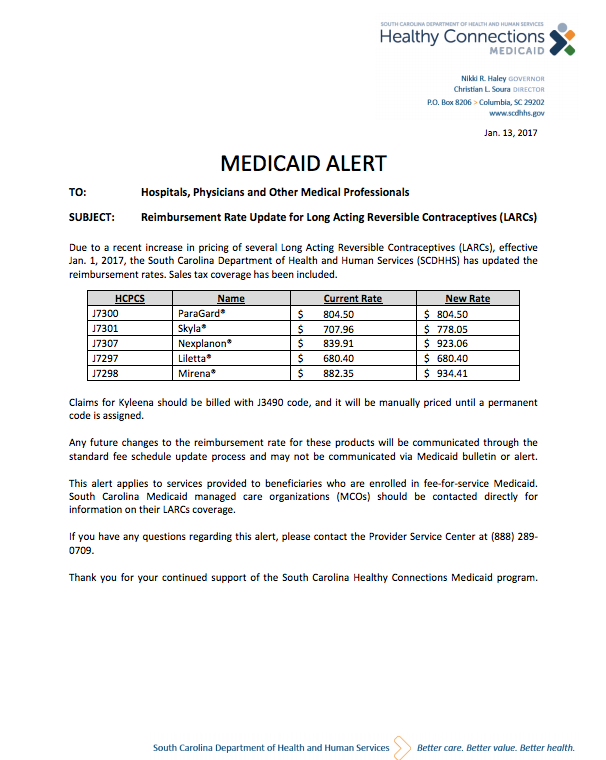 SOUTH CAROLINA DEPARTMENT OF HEALTH AND HUMAN SERVICES
Healthy Connections
MEDICAID
Nikki R. Haley GOVERNOR
Christian L. Soura DIRECTOR
P.O. Box 8206 > Columbia, SC 29202
www.scdhhs.gov
Jan. 13, 2017
MEDICAID ALERT
TO: Hospitals, Physicians and Other Medical Professionals
SUBJECT: Reimbursement Rate Update for Long Acting Reversible Contraceptives (LARCs)
Due to a recent increase in pricing of several Long Acting Reversible Contraceptives (LARCs), effective
Jan. 1, 2017, the South Carolina Department of Health and Human Services (SCDHHS) has updated the
reimbursement rates. Sales tax coverage has been included.
HCPCS Name Current Rate New Rate
J7300 ParaGard® $ 804.50 $ 804.50
J7301 Skyla® $ 707.96 $ 778.05
J7307 Nexplanon® $ 839.91 $ 923.06
J7297 Liletta® $ 680.40 $ 680.40
J7298 Mirena® $ 882.35 $ 934.41
Claims for Kyleena should be billed with J3490 code, and it will be manually priced until a permanent
code is assigned.
Any future changes to the reimbursement rate for these products will be communicated through the
standard fee schedule update process and may not be communicated via Medicaid bulletin or alert.
This alert applies to services provided to beneficiaries who are enrolled in fee-for-service Medicaid.
South Carolina Medicaid managed care organizations (MCOs) should be contacted directly for
information on their LARCs coverage.
If you have any questions regarding this alert, please contact the Provider Service Center at (888) 289-
0709.
Thank you for your continued support of the South Carolina Healthy Connections Medicaid program.
South Carolina Department of Health and Human Services Better care. Better value. Better health.